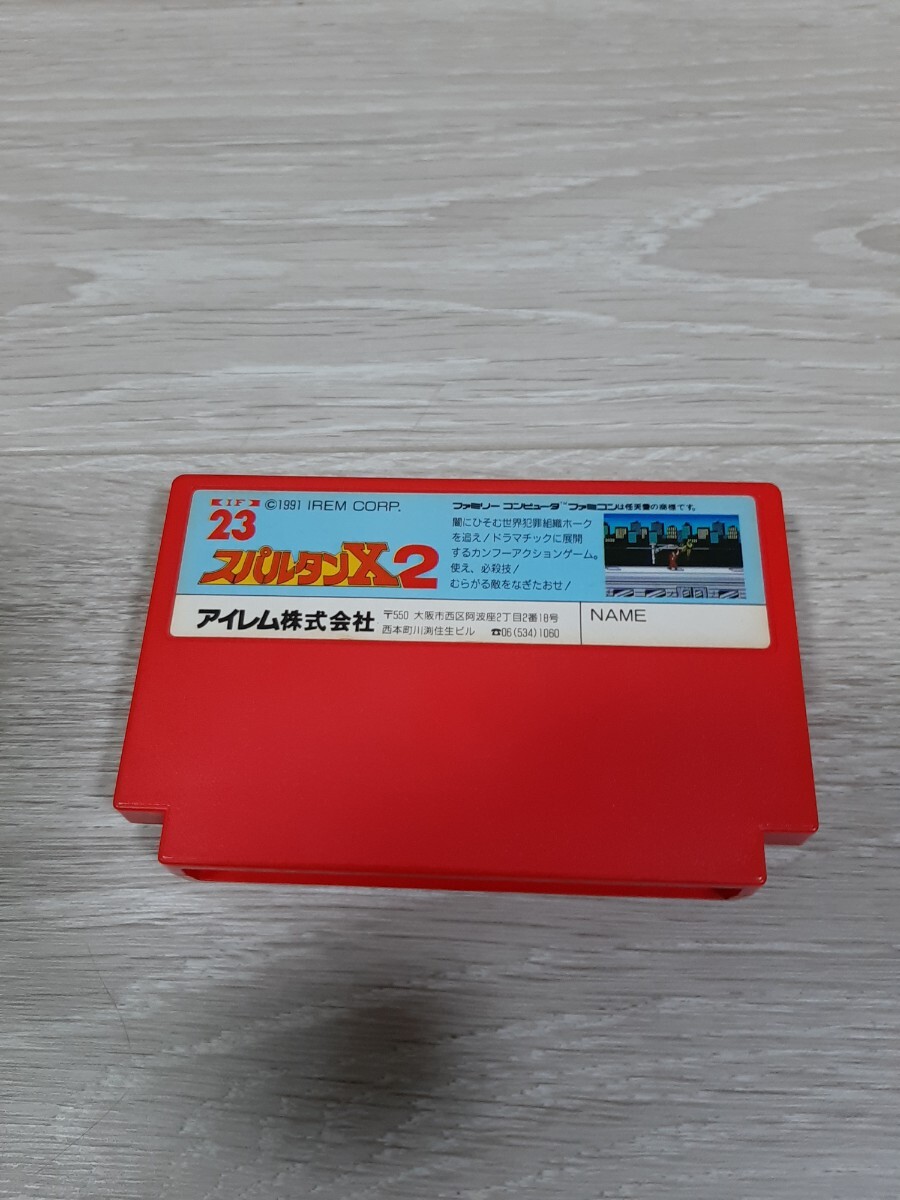 IF ©1991 IREM CORP.
23
スパルタンX2
ファミリーコンピュータ™ ファミコンは任天堂の商標です。
闇にひそむ世界犯罪組織ホーク
を追え!ドラマチックに展開
するカンフーアクションゲーム。
使え、必殺技!
むらがる敵をなぎたおせ!
アイレム株式会社
〒550 大阪市西区阿波座2丁目2番18号
西本町川渕住生ビル ☎06(534)1060
NAME